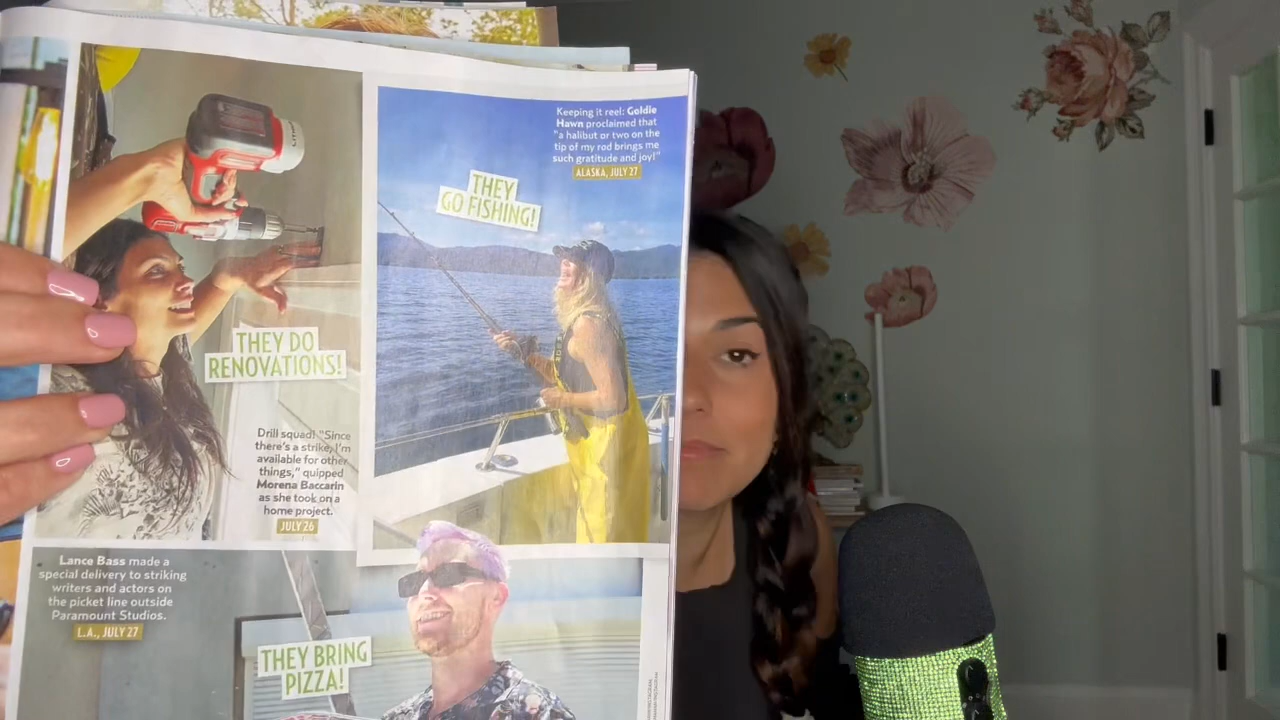 Keeping it reel: Goldie
Hawn proclaimed that
"a halibut or two on the
tip of my rod brings me
such gratitude and joy!"
ALASKA, JULY 27
THEY
GO FISHING!
THEY DO
RENOVATIONS!
Drill squad! "Since
there's a strike, I'm
available for other
things," quipped
Morena Baccarin
as she took on a
home project.
JULY 26
Lance Bass made a
special delivery to striking
writers and actors on
the picket line outside
Paramount Studios.
L.A., JULY 27
THEY BRING
PIZZA!